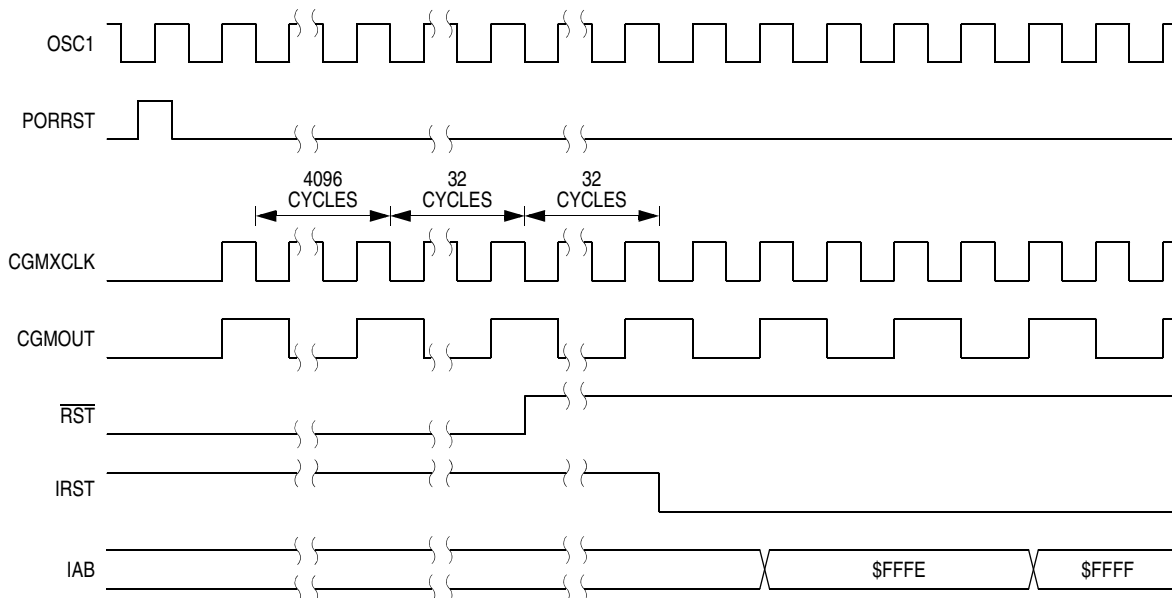 OSC1
PORRST
4096
CYCLES
32
CYCLES
32
CYCLES
CGMXCLK
CGMOUT
RST
IRST
IAB
$FFFE
$FFFF